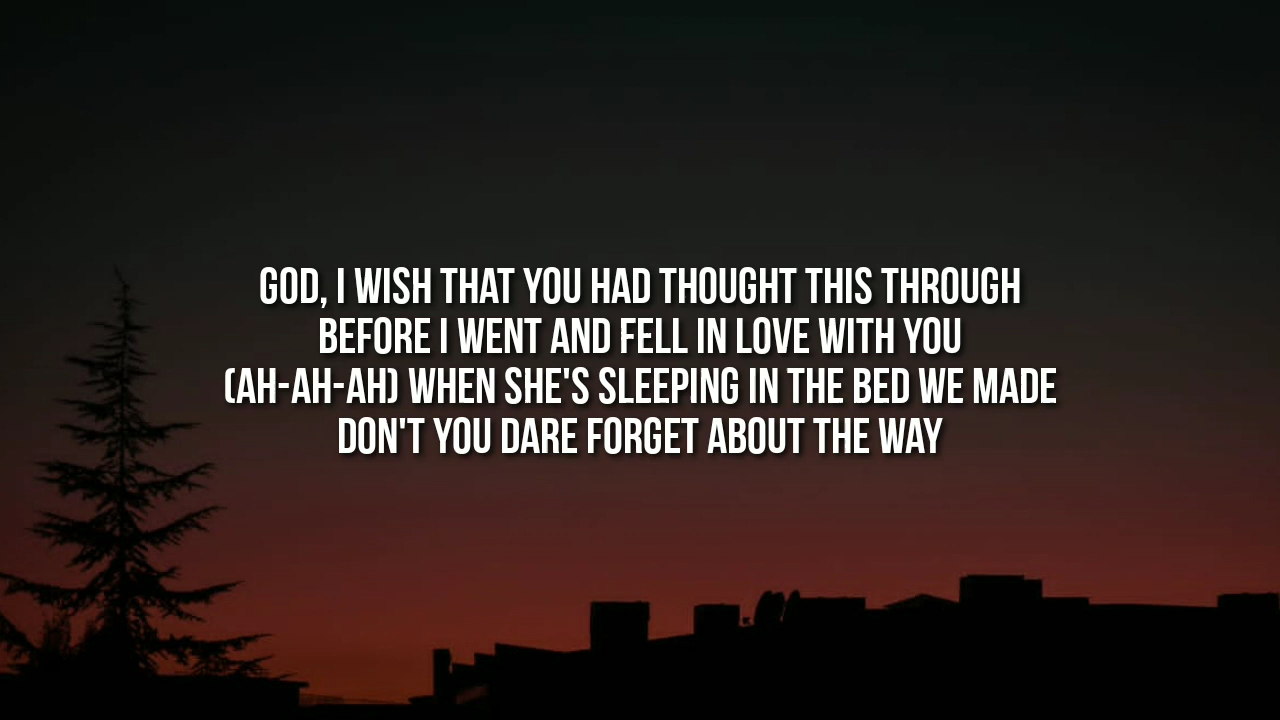 GOD, I WISH THAT YOU HAD THOUGHT THIS THROUGH
BEFORE I WENT AND FELL IN LOVE WITH YOU
(AH-AH-AH) WHEN SHE'S SLEEPING IN THE BED WE MADE
DON'T YOU DARE FORGET ABOUT THE WAY